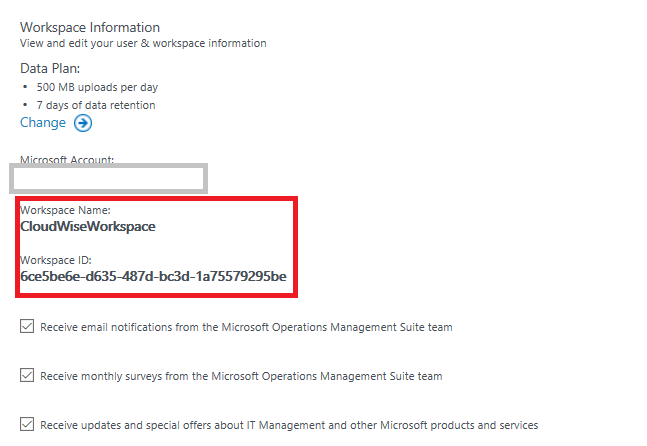 Workspace Information
View and edit your user & workspace information
Data Plan:
• 500 MB uploads per day
• 7 days of data retention
Change
Microsoft Account:
Workspace Name:
CloudWiseWorkspace
Workspace ID:
6ce5be6e-d635-487d-bc3d-1a75579295be
Receive email notifications from the Microsoft Operations Management Suite team
Receive monthly surveys from the Microsoft Operations Management Suite team
Receive updates and special offers about IT Management and other Microsoft products and services